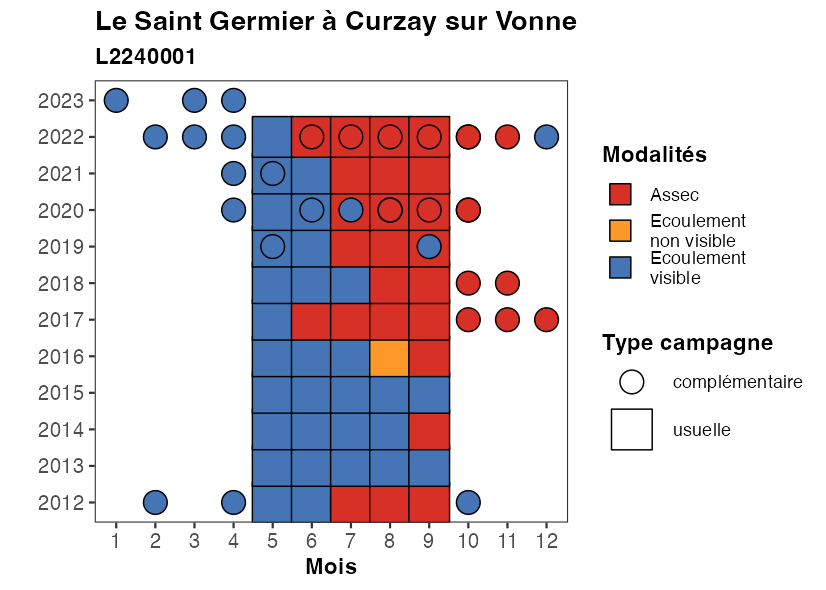 Le Saint Germier à Curzay sur Vonne
L2240001
2023
2022
2021
2020
2019
2018
2017
2016
2015
2014
2013
2012
1 2 3 4 5 6 7 8 9 10 11 12
Mois
Modalités
Assec
Ecoulement
non visible
Ecoulement
visible
Type campagne
complémentaire
usuelle